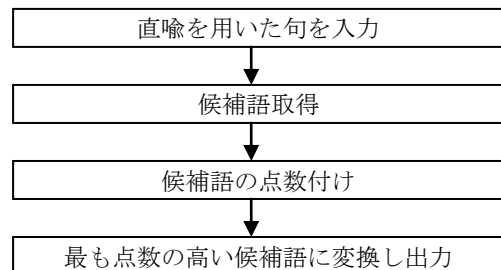 直喩を用いた句を入力
候補語取得
候補語の点数付け
最も点数の高い候補語に変換し出力